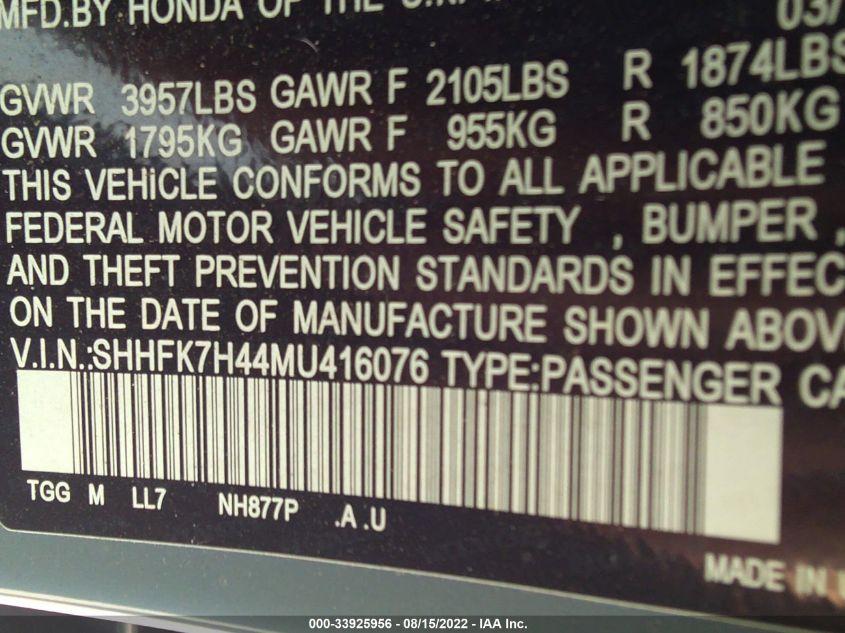 MFD.BY HONDA OF THE U.K. 03/
GVWR 3957LBS GAWR F 2105LBS R 1874LBS
GVWR 1795KG GAWR F 955KG R 850KG
THIS VEHICLE CONFORMS TO ALL APPLICABLE
FEDERAL MOTOR VEHICLE SAFETY , BUMPER ,
AND THEFT PREVENTION STANDARDS IN EFFEC
ON THE DATE OF MANUFACTURE SHOWN ABOV
V.I.N.:SHHFK7H44MU416076 TYPE:PASSENGER CA
TGG M LL7 NH877P .A .U
MADE IN
000-33925956 - 08/15/2022 - IAA Inc.